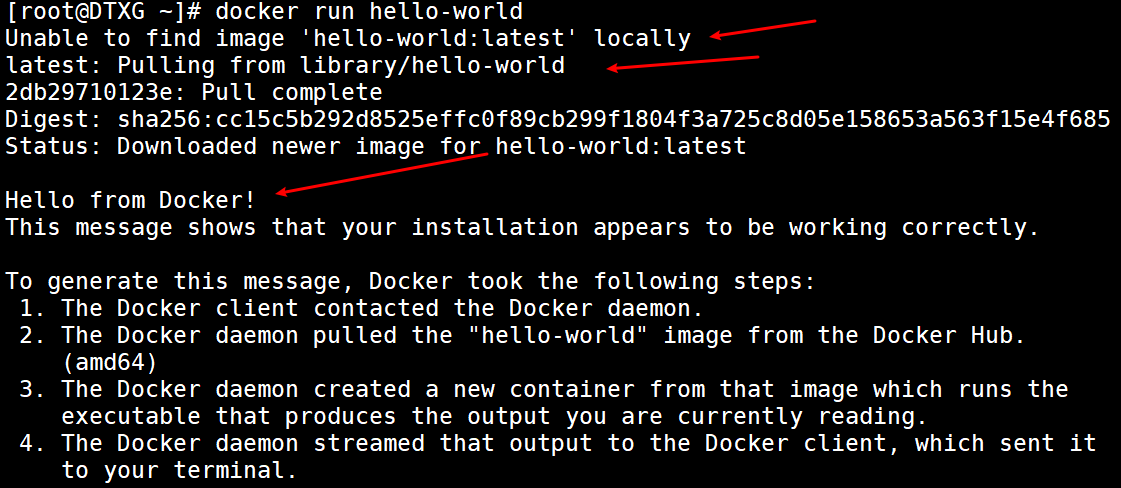 [root@DTXG ~]# docker run hello-world
Unable to find image 'hello-world:latest' locally
latest: Pulling from library/hello-world
2db29710123e: Pull complete
Digest: sha256:cc15c5b292d8525effc0f89cb299f1804f3a725c8d05e158653a563f15e4f685
Status: Downloaded newer image for hello-world:latest

Hello from Docker!
This message shows that your installation appears to be working correctly.

To generate this message, Docker took the following steps:
 1. The Docker client contacted the Docker daemon.
 2. The Docker daemon pulled the "hello-world" image from the Docker Hub.
    (amd64)
 3. The Docker daemon created a new container from that image which runs the
    executable that produces the output you are currently reading.
 4. The Docker daemon streamed that output to the Docker client, which sent it
    to your terminal.